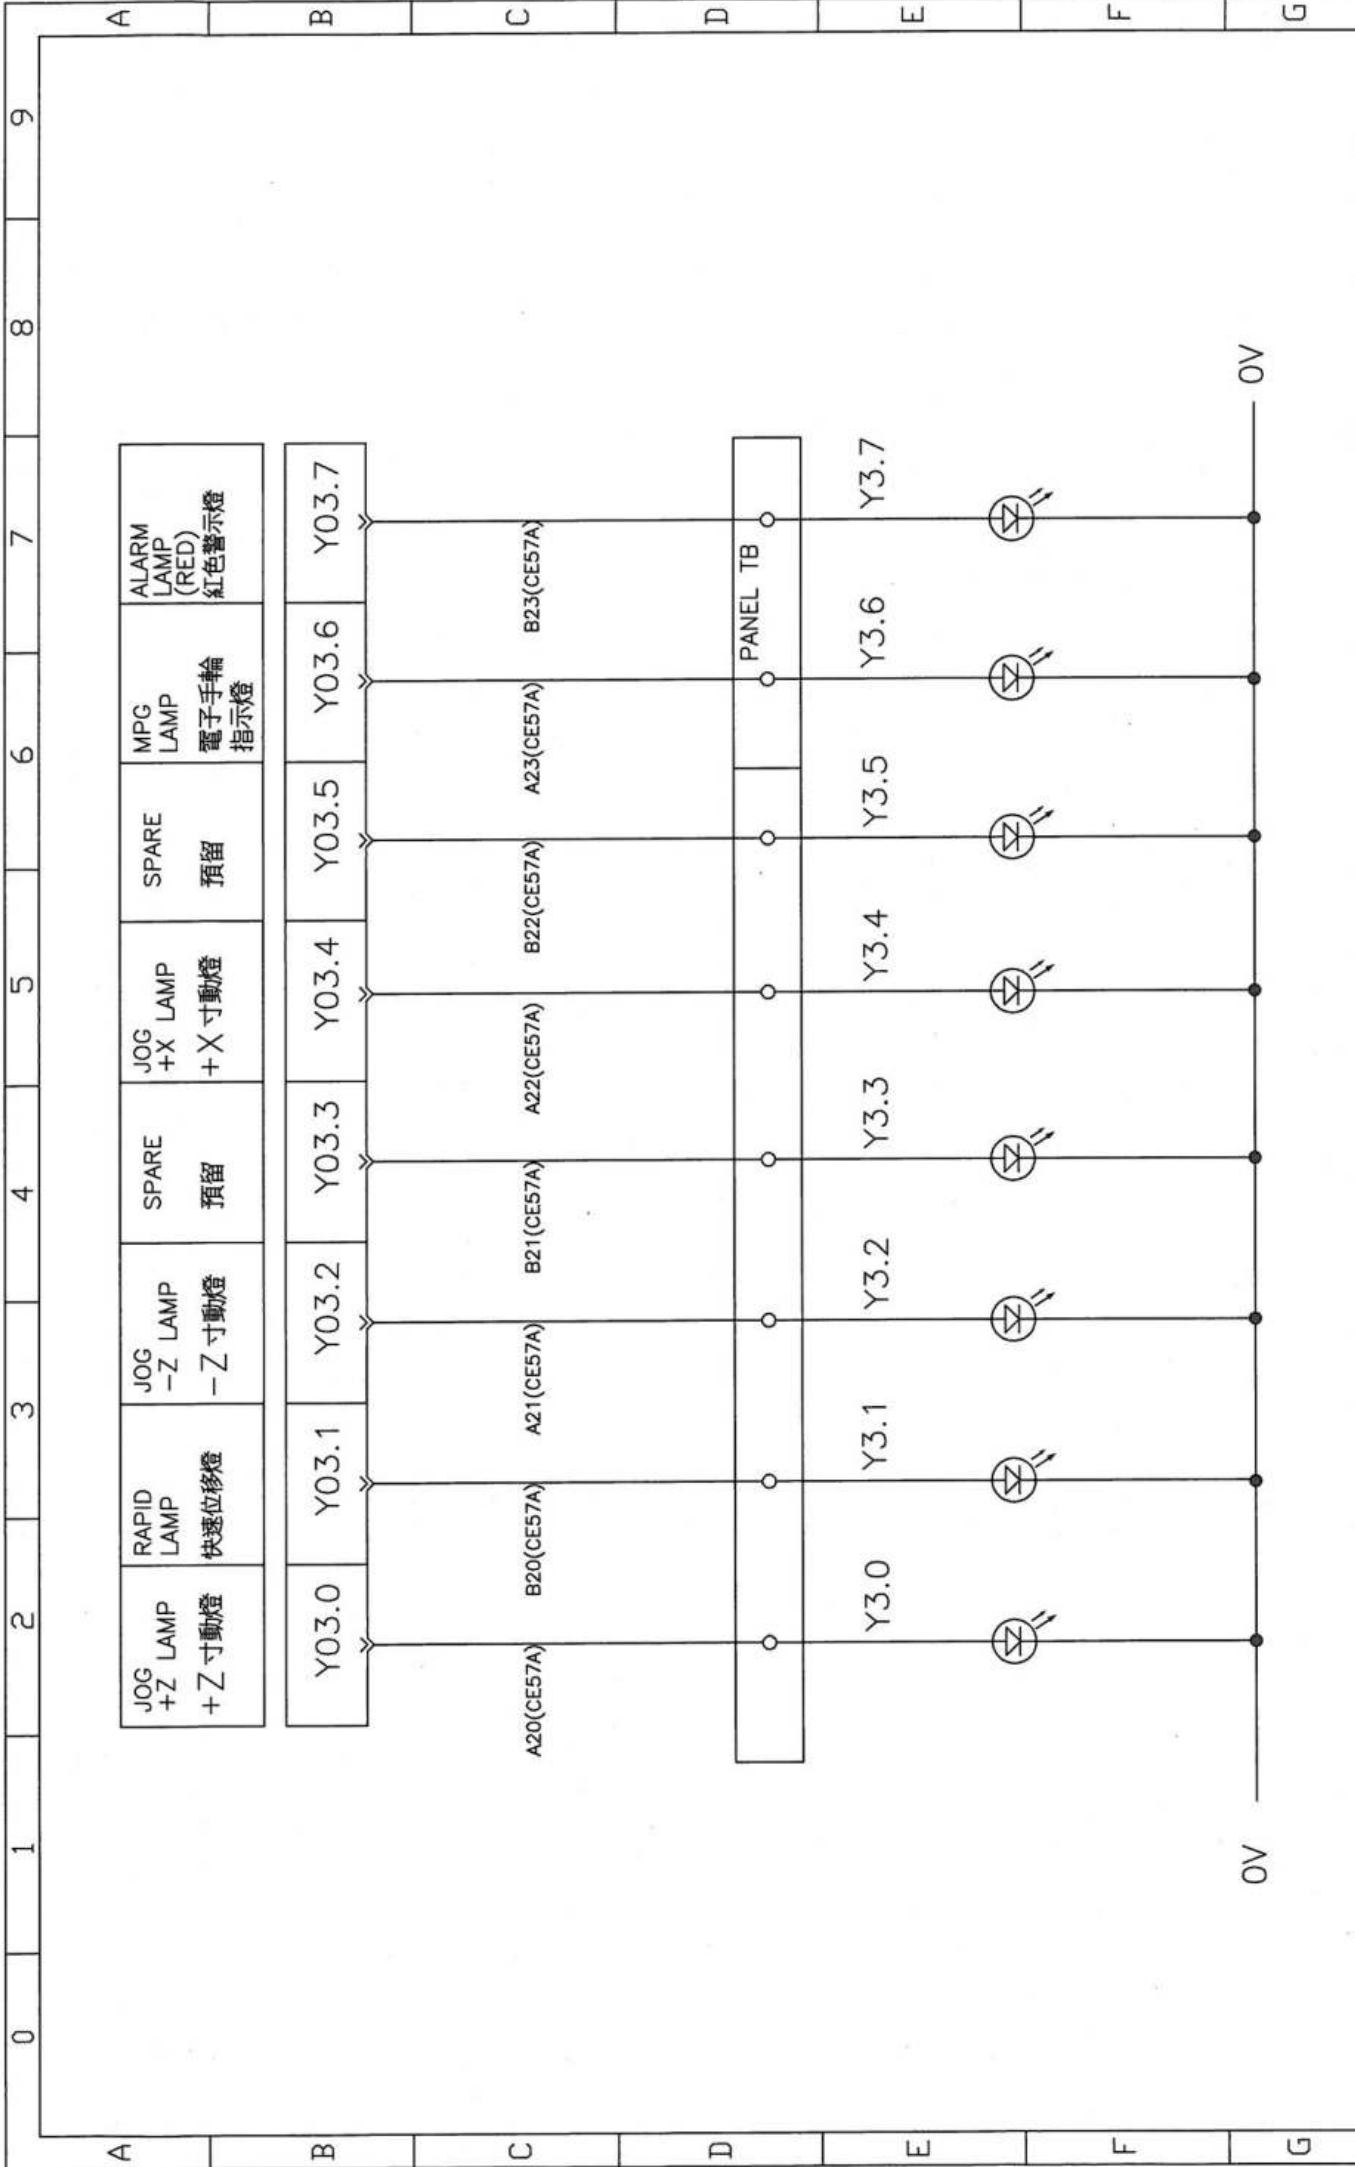 0 1 2 3 4 5 6 7 8 9
A
B
C
D
E
F
G
JOG
+Z LAMP
+Z寸動燈
RAPID
LAMP
快速位移燈
JOG
−Z LAMP
−Z寸動燈
SPARE
預留
JOG
+X LAMP
+X寸動燈
SPARE
預留
MPG
LAMP
電子手輪
指示燈
ALARM
LAMP
(RED)
紅色警示燈
Y03.0 Y03.1 Y03.2 Y03.3 Y03.4 Y03.5 Y03.6 Y03.7
A20(CE57A) B20(CE57A) A21(CE57A) B21(CE57A) A22(CE57A) B22(CE57A) A23(CE57A) B23(CE57A)
PANEL TB
Y3.0 Y3.1 Y3.2 Y3.3 Y3.4 Y3.5 Y3.6 Y3.7
0V 0V
A
B
C
D
E
F
G